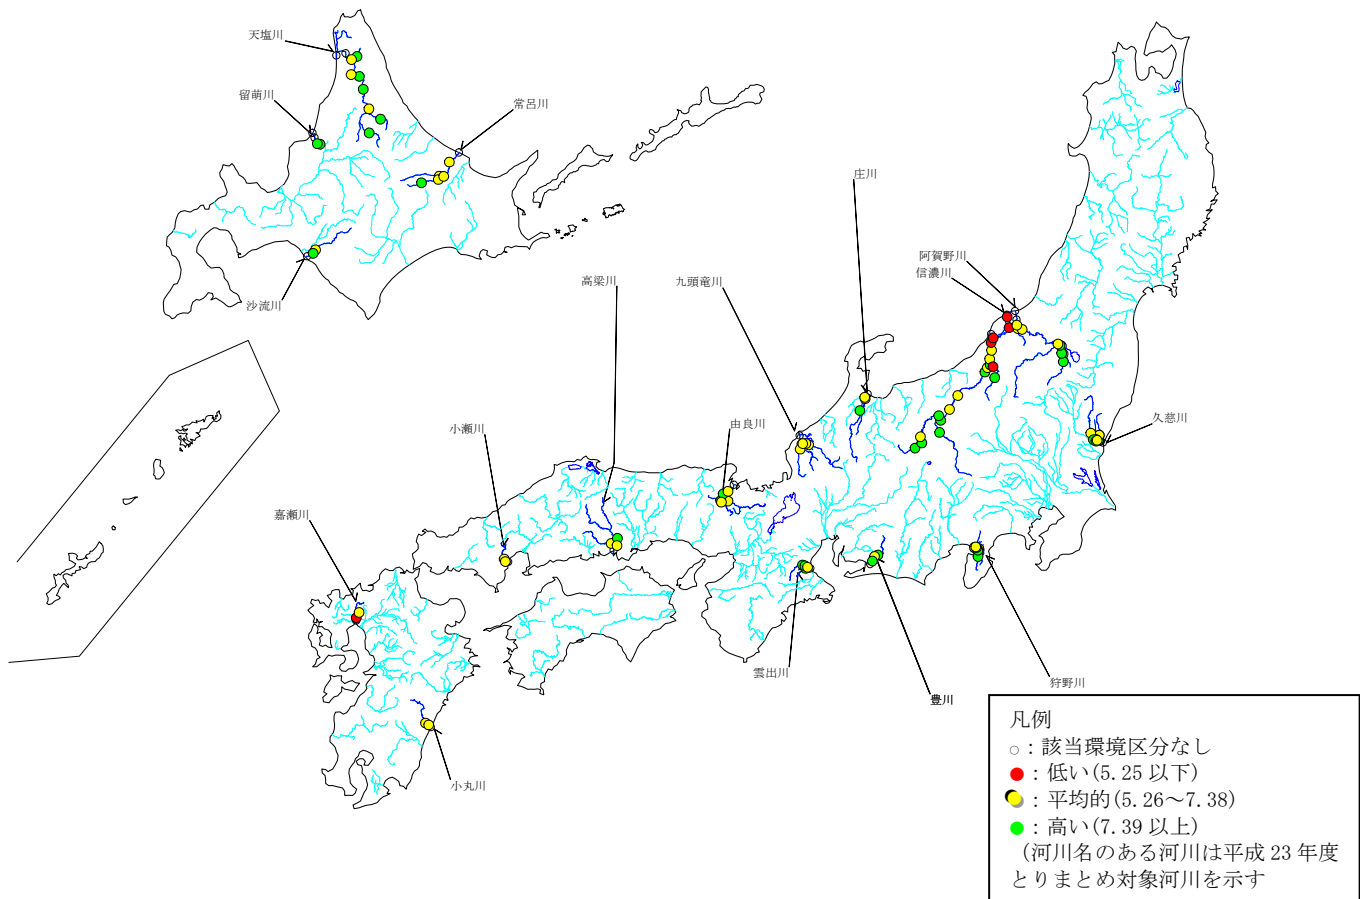 天塩川
留萌川
常呂川
沙流川
庄川
阿賀野川
信濃川
高梁川
九頭竜川
小瀬川
由良川
久慈川
嘉瀬川
雲出川
豊川
狩野川
小丸川
凡例
○：該当環境区分なし
●：低い(5.25 以下)
●：平均的(5.26～7.38)
●：高い(7.39 以上)
（河川名のある河川は平成 23 年度
とりまとめ対象河川を示す